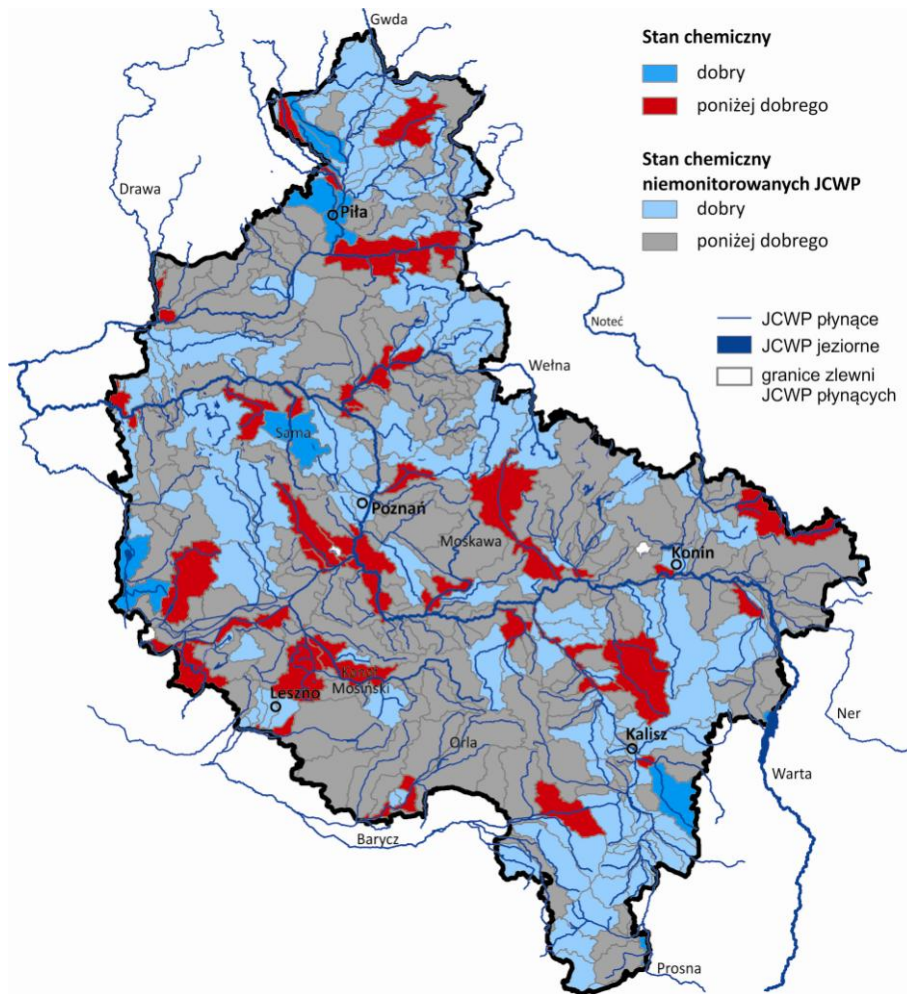 Gwda
Stan chemiczny
dobry
poniżej dobrego
Stan chemiczny
niemonitorowanych JCWP
dobry
poniżej dobrego
Drawa
Piła
Noteć
JCWP płynące
JCWP jeziorne
granice zlewni
JCWP płynących
Wełna
Sama
Poznań
Moskawa
Konin
Kanał
Mosiński
Leszno
Ner
Kalisz
Orla
Warta
Barycz
Prosna